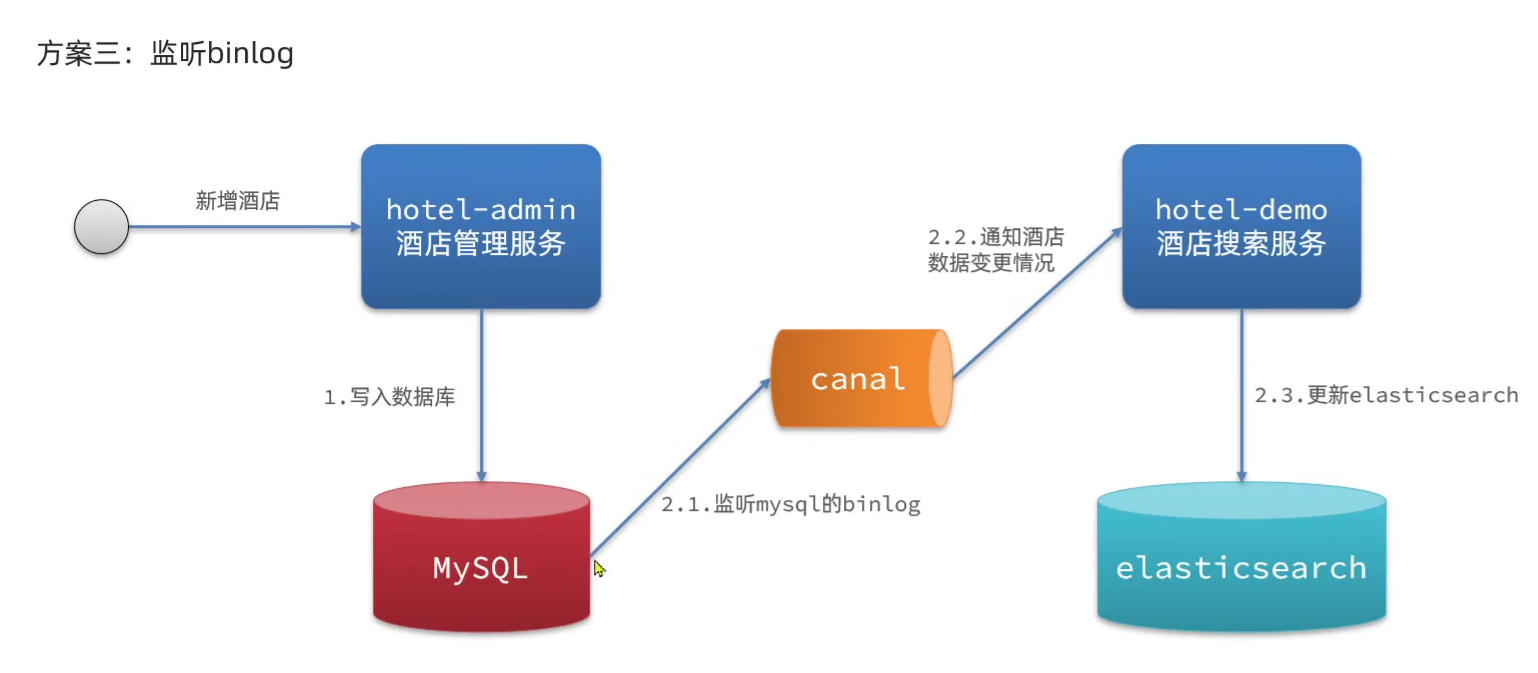 方案三：监听binlog
新增酒店
hotel-admin
酒店管理服务
hotel-demo
酒店搜索服务
2.2.通知酒店
数据变更情况
canal
1.写入数据库
2.3.更新elasticsearch
2.1.监听mysql的binlog
MySQL
elasticsearch